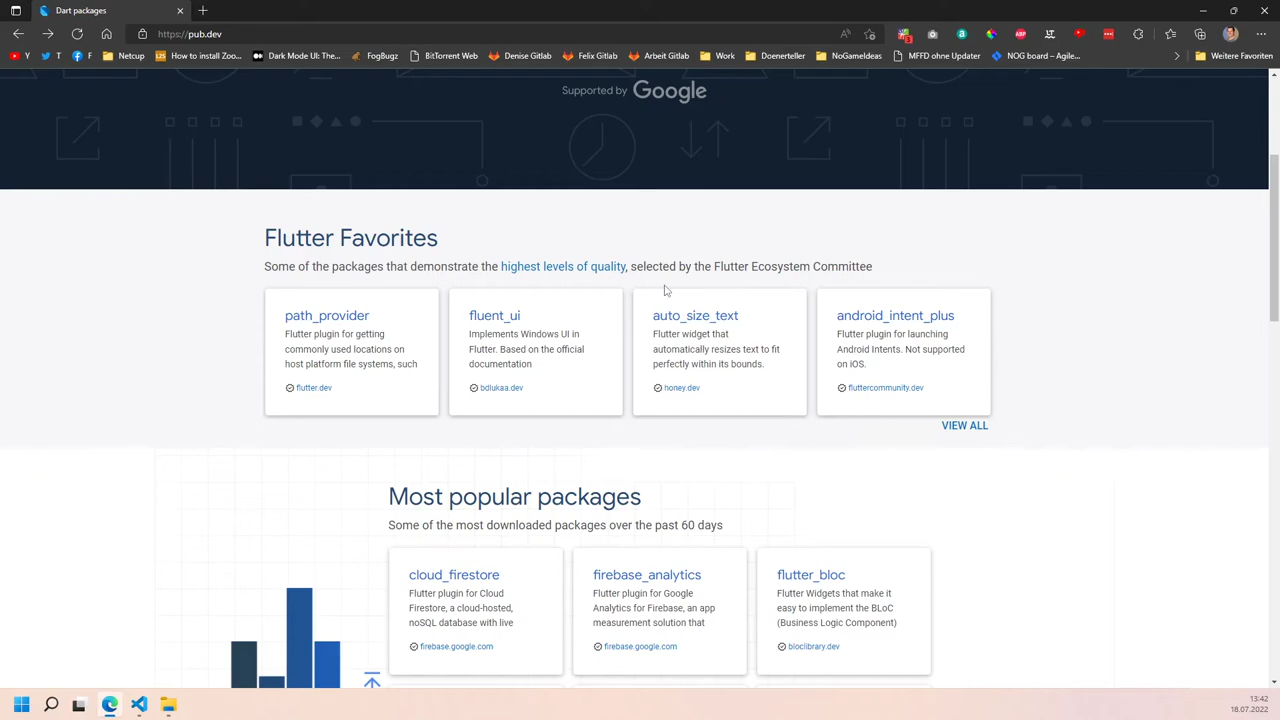 Dart packages
https://pub.dev
Y
T
F
Netcup
How to install Zoo...
Dark Mode UI: The...
FogBugz
BiTorrent Web
Denise Gitlab
Felix Gitlab
Arbeit Gitlab
Work
Doenerteller
NoGameIdeas
MFFD ohne Updater
NOG board – Agile...
Weitere Favoriten
Supported by Google
Flutter Favorites
Some of the packages that demonstrate the highest levels of quality, selected by the Flutter Ecosystem Committee
path_provider
Flutter plugin for getting
commonly used locations on
host platform file systems, such
flutter.dev
fluent_ui
Implements Windows UI in
Flutter. Based on the official
documentation
bdlukaa.dev
auto_size_text
Flutter widget that
automatically resizes text to fit
perfectly within its bounds.
honey.dev
android_intent_plus
Flutter plugin for launching
Android Intents. Not supported
on iOS.
fluttercommunity.dev
VIEW ALL
Most popular packages
Some of the most downloaded packages over the past 60 days
cloud_firestore
Flutter plugin for Cloud
Firestore, a cloud-hosted,
noSQL database with live
firebase.google.com
firebase_analytics
Flutter plugin for Google
Analytics for Firebase, an app
measurement solution that
firebase.google.com
flutter_bloc
Flutter Widgets that make it
easy to implement the BLoC
(Business Logic Component)
bloclibrary.dev
13:42
18.07.2022